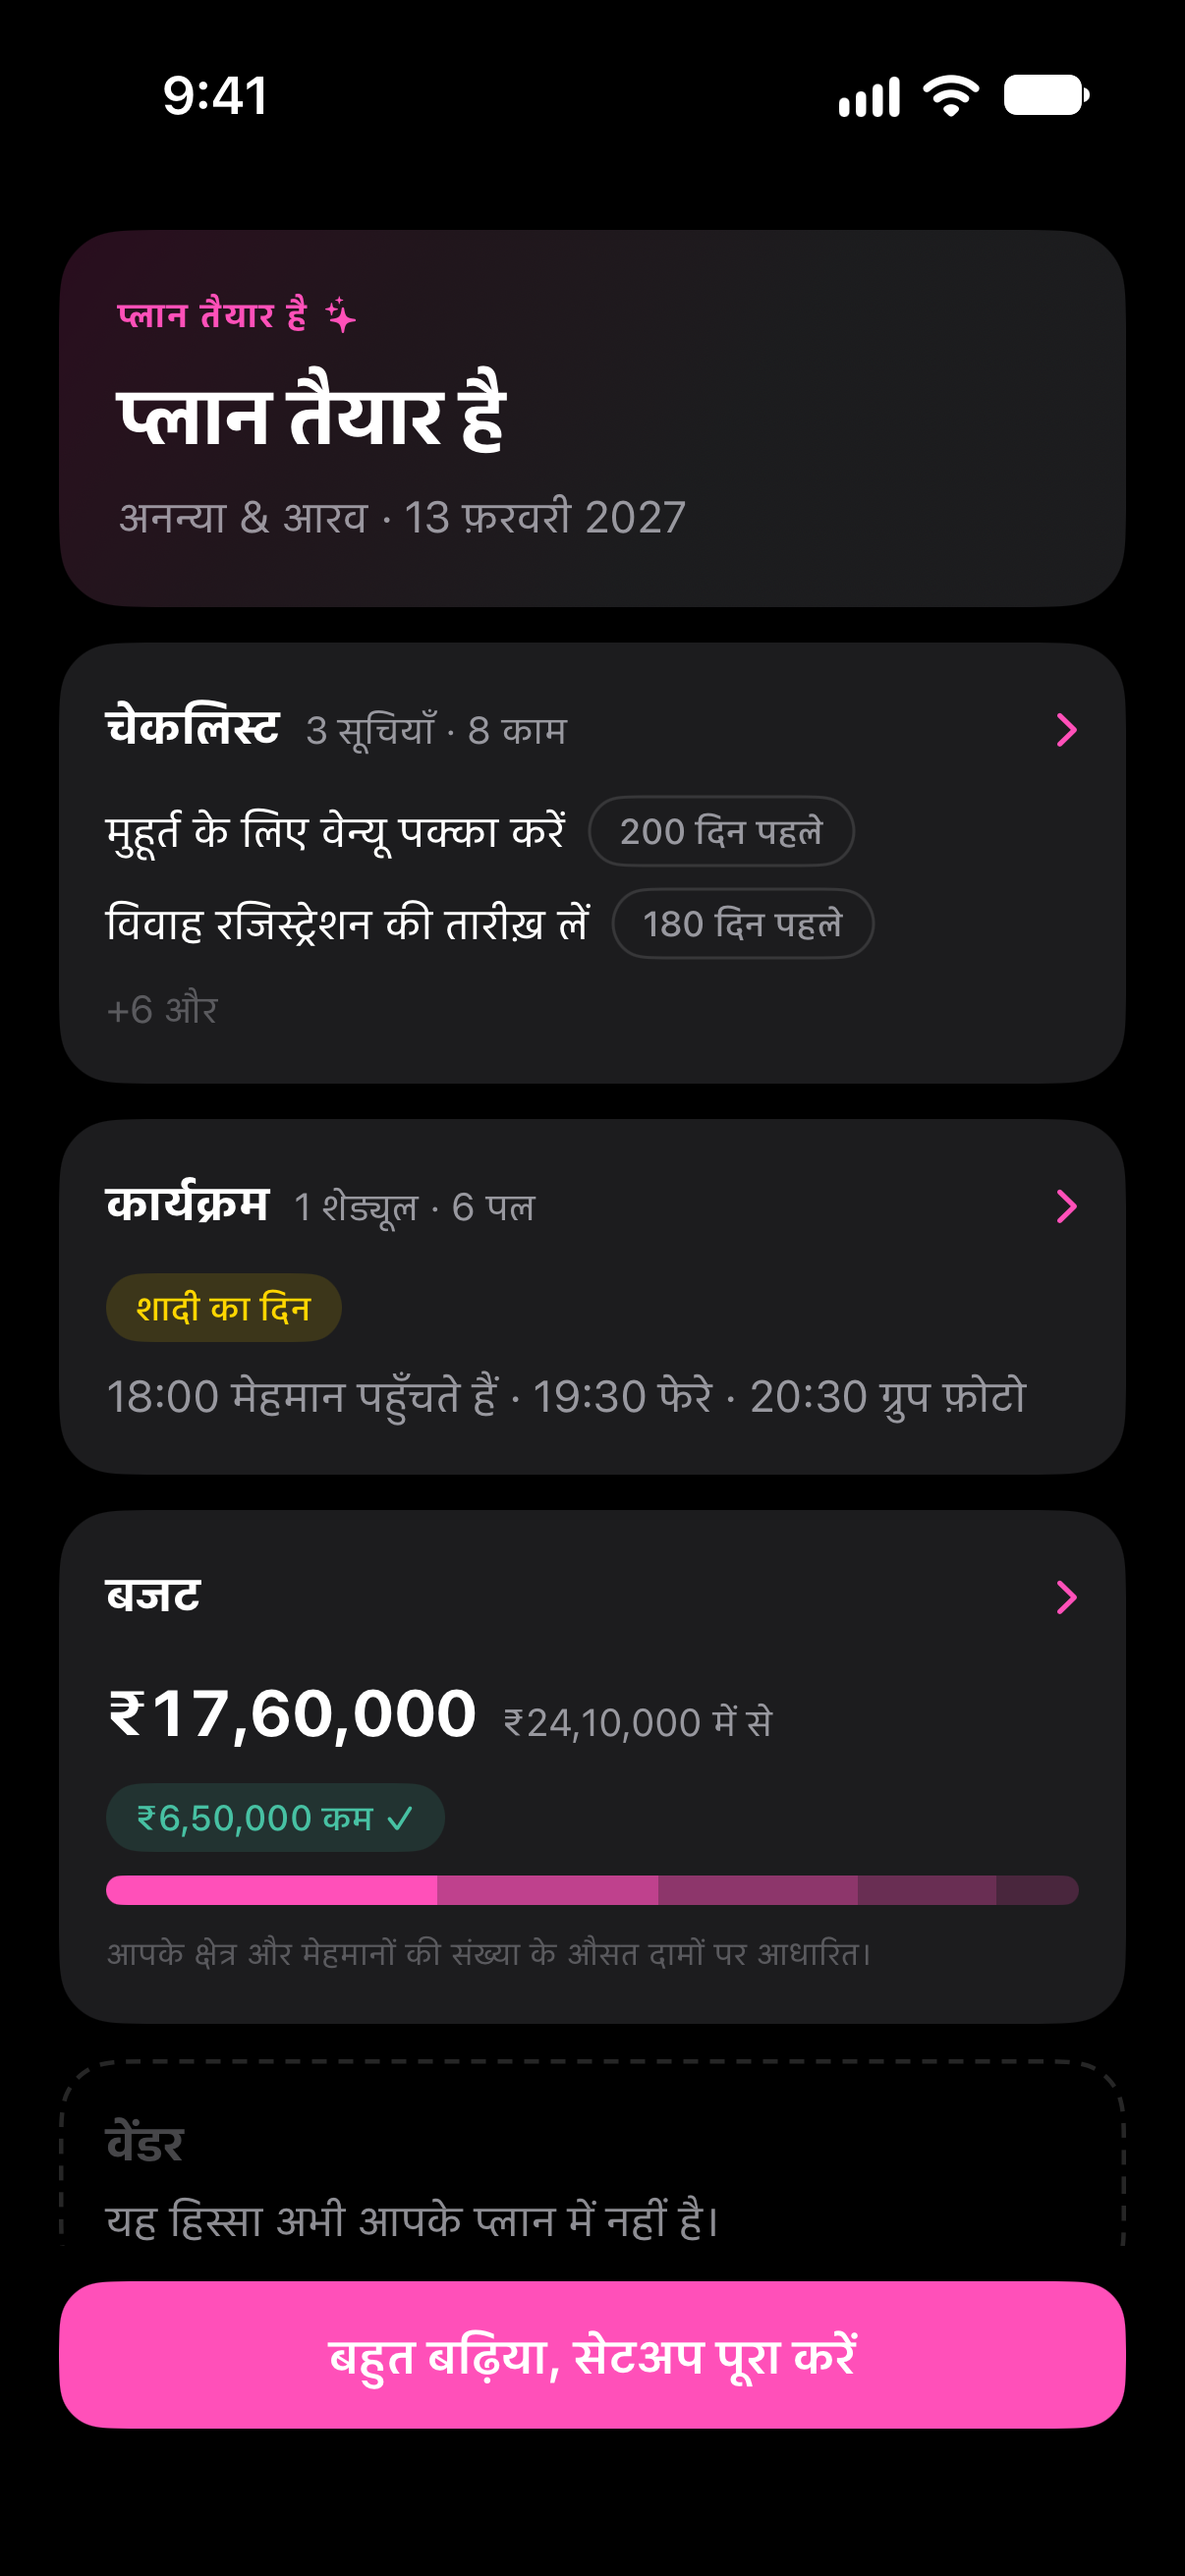 9:41
प्लान तैयार है
प्लान तैयार है
अनन्या & आरव · 13 फ़रवरी 2027
चेकलिस्ट 3 सूचियाँ · 8 काम
मुहूर्त के लिए वेन्यू पक्का करें 200 दिन पहले
विवाह रजिस्ट्रेशन की तारीख़ लें 180 दिन पहले
+6 और
कार्यक्रम 1 शेड्यूल · 6 पल
शादी का दिन
18:00 मेहमान पहुँचते हैं · 19:30 फेरे · 20:30 ग्रुप फ़ोटो
बजट
₹17,60,000 ₹24,10,000 में से
₹6,50,000 कम ✓
आपके क्षेत्र और मेहमानों की संख्या के औसत दामों पर आधारित।
वेंडर
यह हिस्सा अभी आपके प्लान में नहीं है।
बहुत बढ़िया, सेटअप पूरा करें